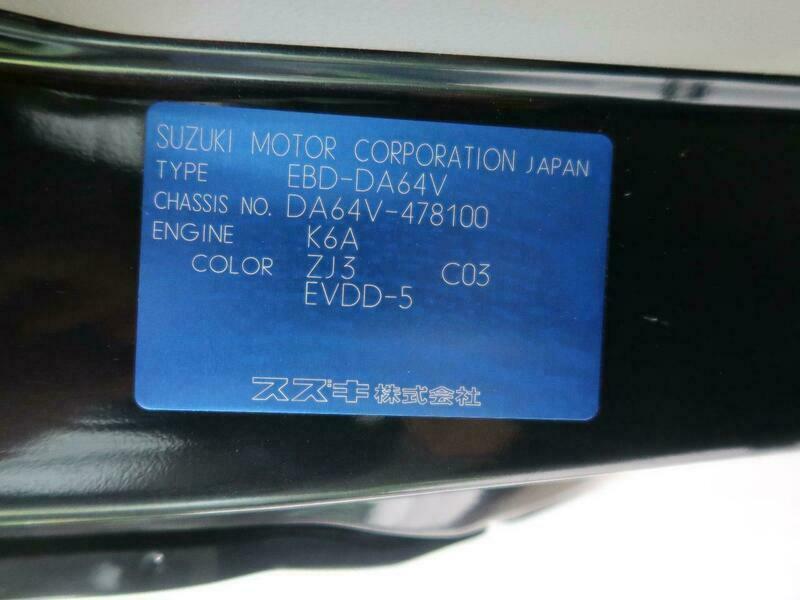 SUZUKI MOTOR CORPORATION JAPAN
TYPE EBD-DA64V
CHASSIS NO. DA64V-478100
ENGINE K6A
COLOR ZJ3 C03
EVDD-5
スズキ株式会社